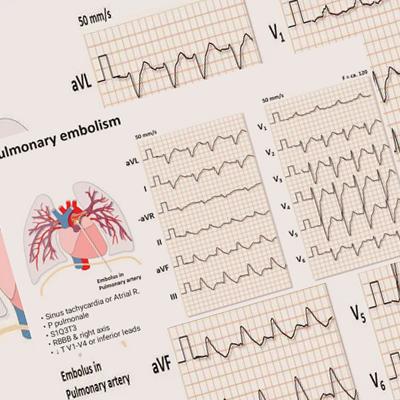 50 mm/s
aVL
V1
ulmonary embolism
50 mm/s
aVL
I
-aVR
II
aVF
III
50 mm/s
F = ca. 120
V1
V2
V3
V4
V5
V6
Embolus in
Pulmonary artery
• Sinus tachycardia or Atrial R.
• P pulmonale
• S1Q3T3
• RBBB & right axis
• ↓ T V1-V4 or inferior leads
Embolus in
Pulmonary artery
aVF
V5
V6